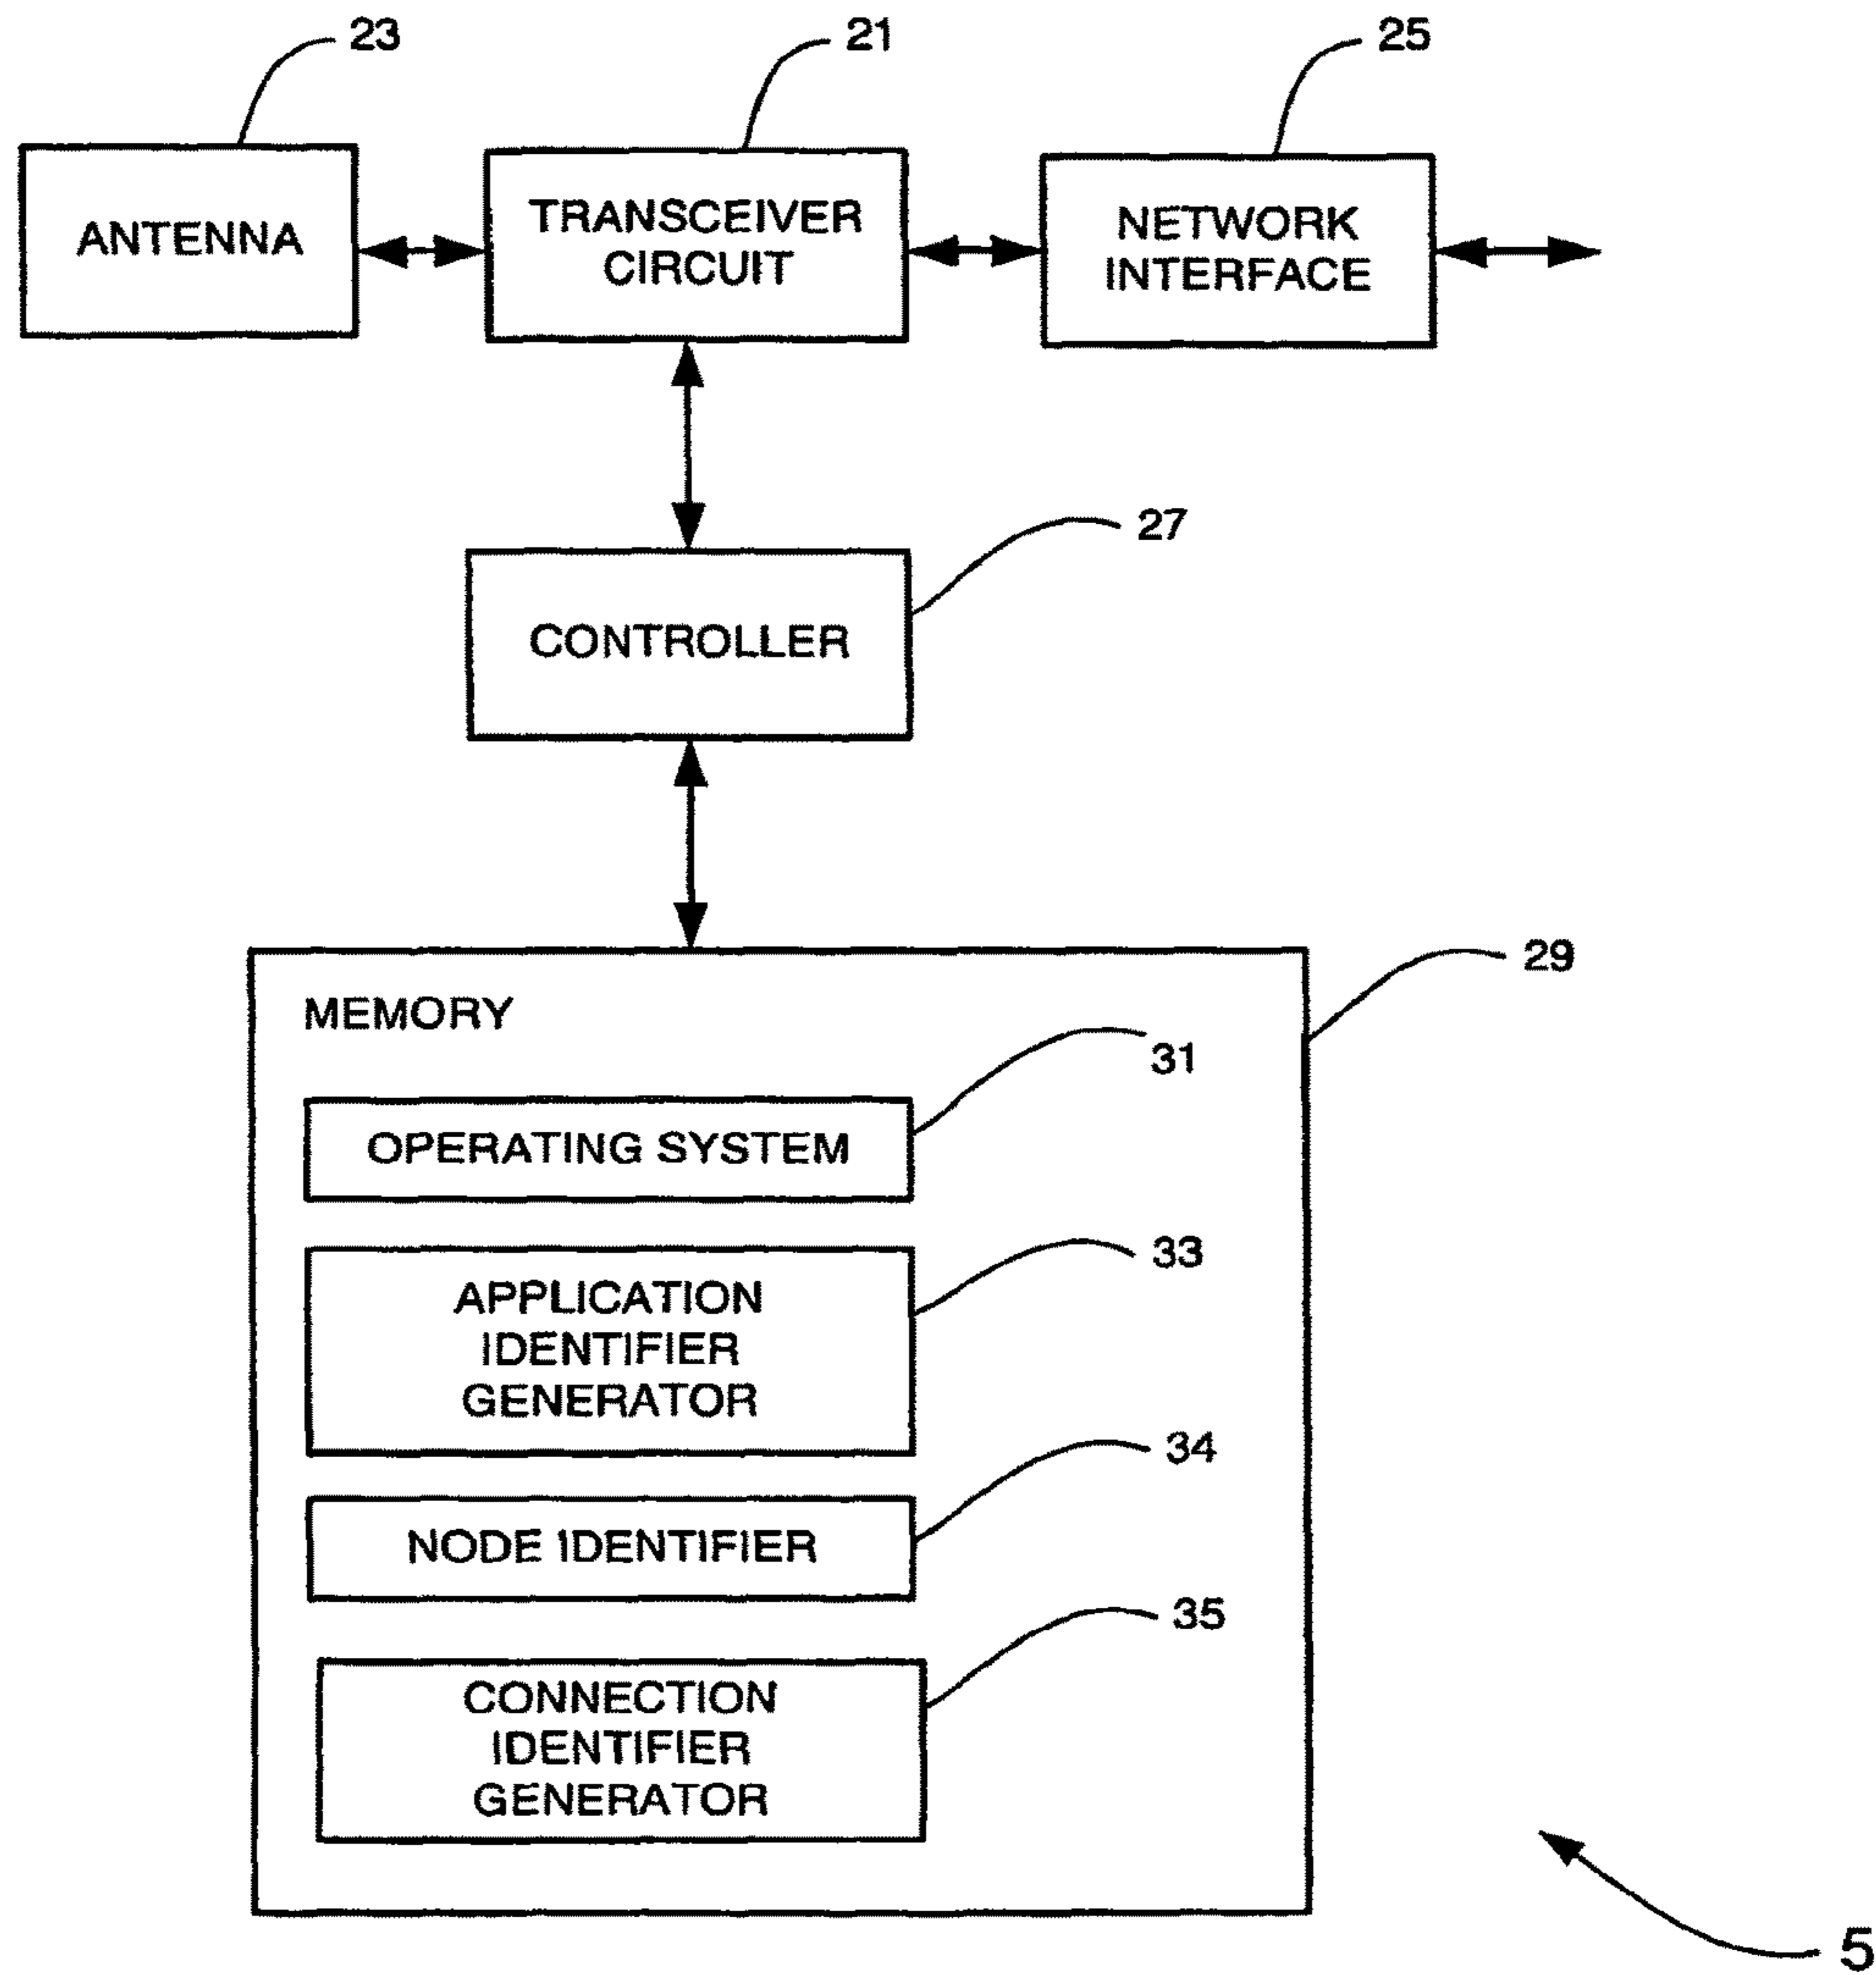 23
21
25
ANTENNA
TRANSCEIVER
CIRCUIT
NETWORK
INTERFACE
27
CONTROLLER
29
MEMORY
31
OPERATING SYSTEM
33
APPLICATION
IDENTIFIER
GENERATOR
34
NODE IDENTIFIER
35
CONNECTION
IDENTIFIER
GENERATOR
5